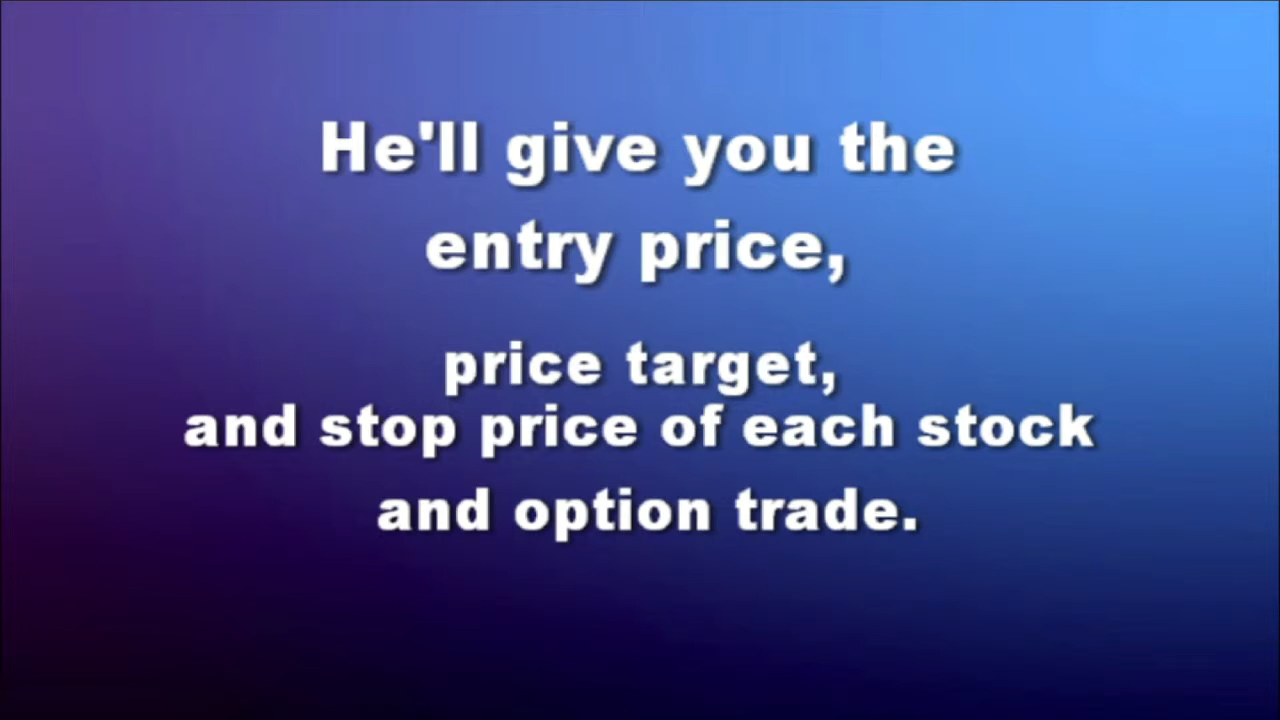 He'll give you the
entry price,
price target,
and stop price of each stock
and option trade.